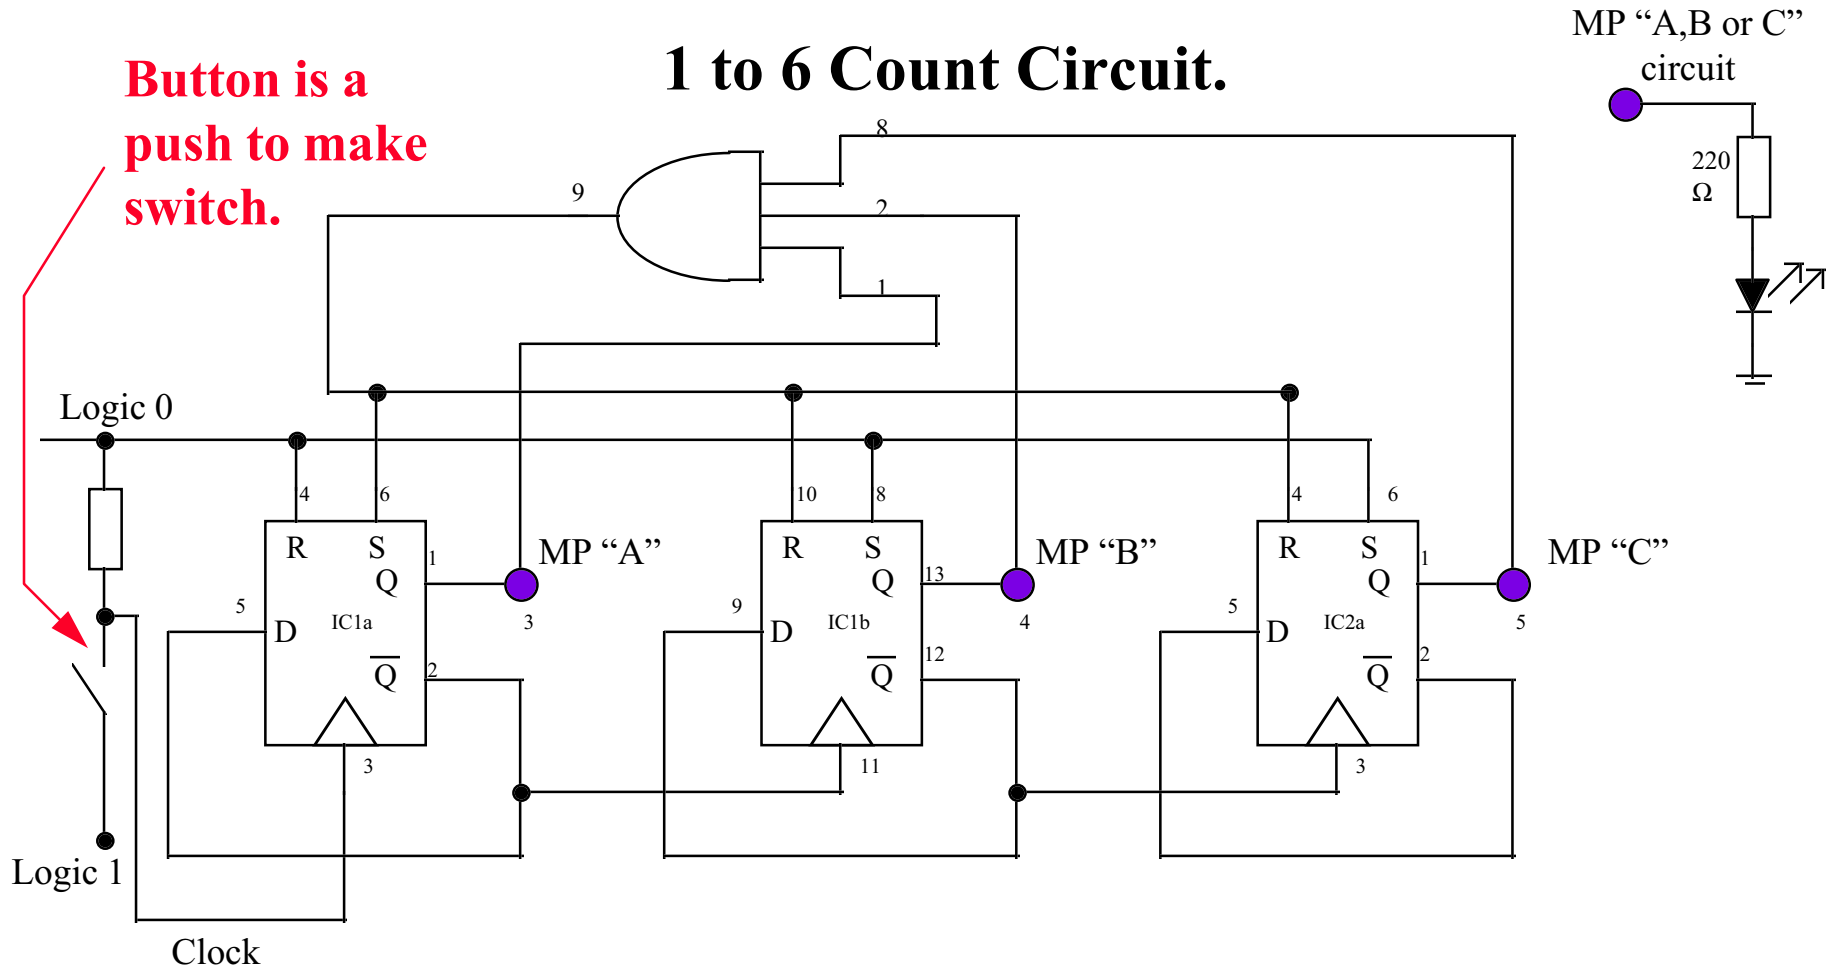 MP “A,B or C”
circuit
1 to 6 Count Circuit.
Button is a
push to make
switch.
8
220
Ω
9
2
1
Logic 0
4
6
10
8
4
6
R
S
Q
1
MP “A”
R
S
Q
13
MP “B”
R
S
Q
1
MP “C”
5
D
IC1a
3
9
D
IC1b
4
5
D
IC2a
5
Q
2
Q
12
Q
2
3
11
3
Logic 1
Clock